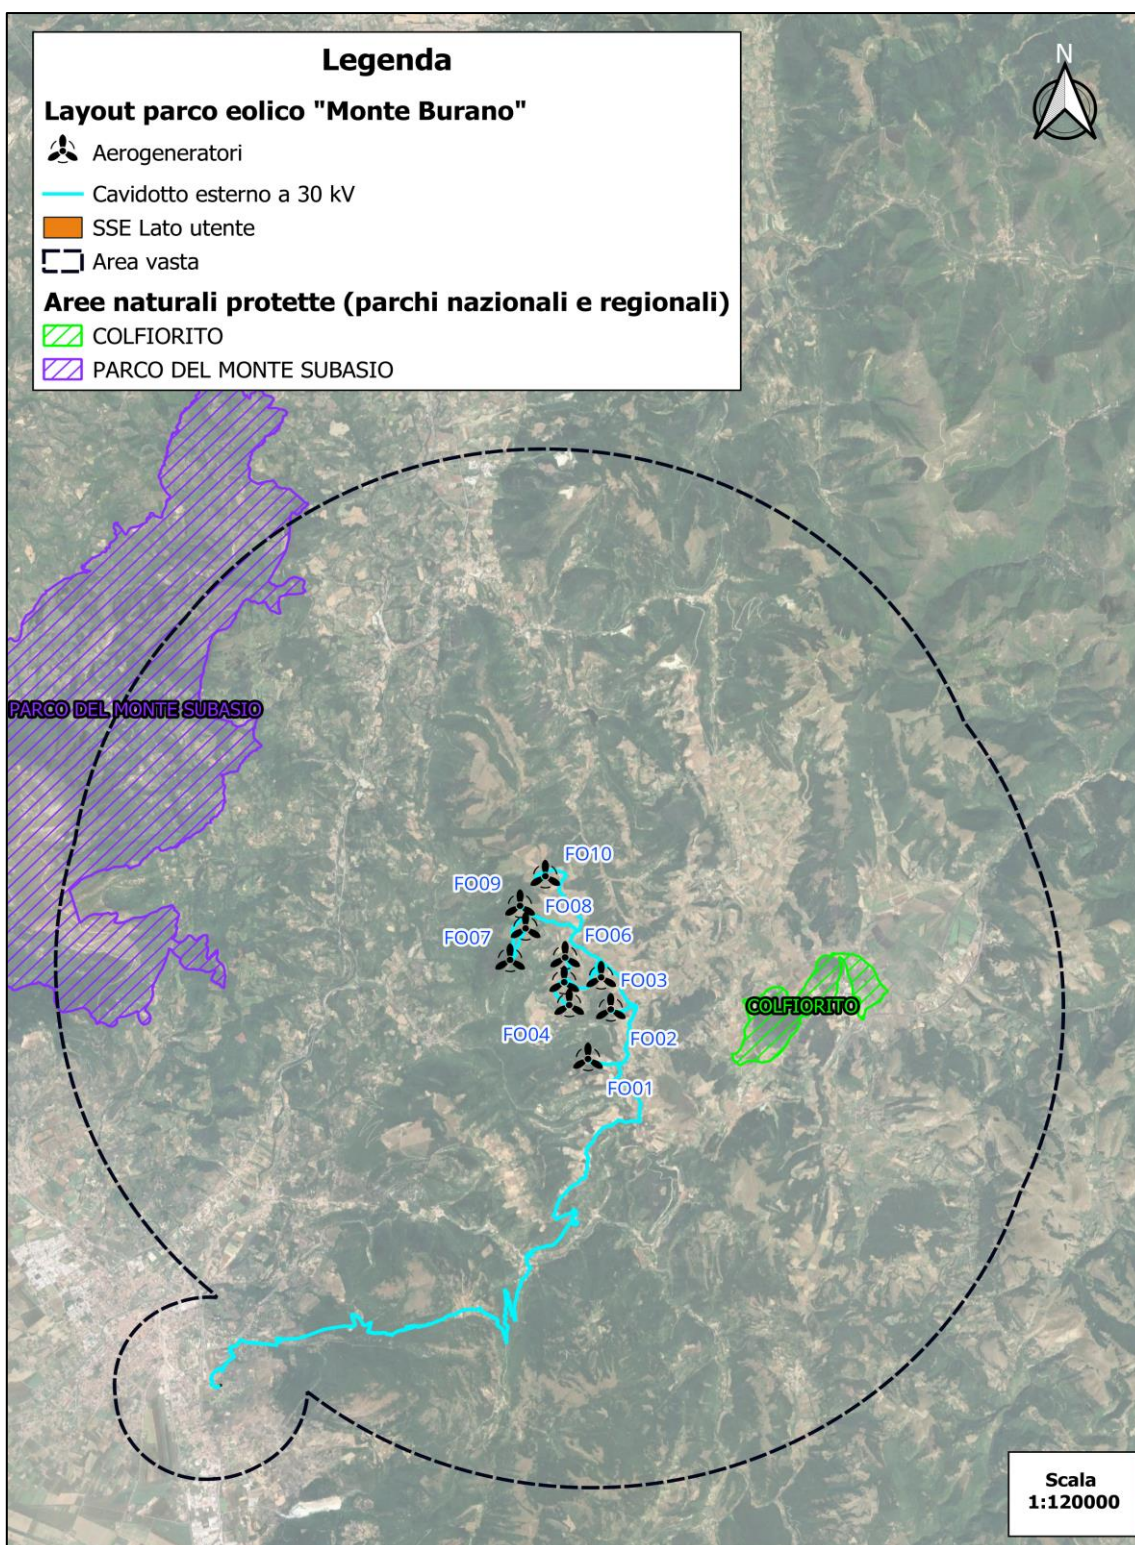 Legenda
N
Layout parco eolico "Monte Burano"
Aerogeneratori
Cavidotto esterno a 30 kV
SSE Lato utente
Area vasta
Aree naturali protette (parchi nazionali e regionali)
COLFIORITO
PARCO DEL MONTE SUBASIO
PARCO DEL MONTE SUBASIO
FO10
FO09
FO08
FO07
FO06
FO03
COLFIORITO
FO04
FO02
FO01
Scala
1:120000